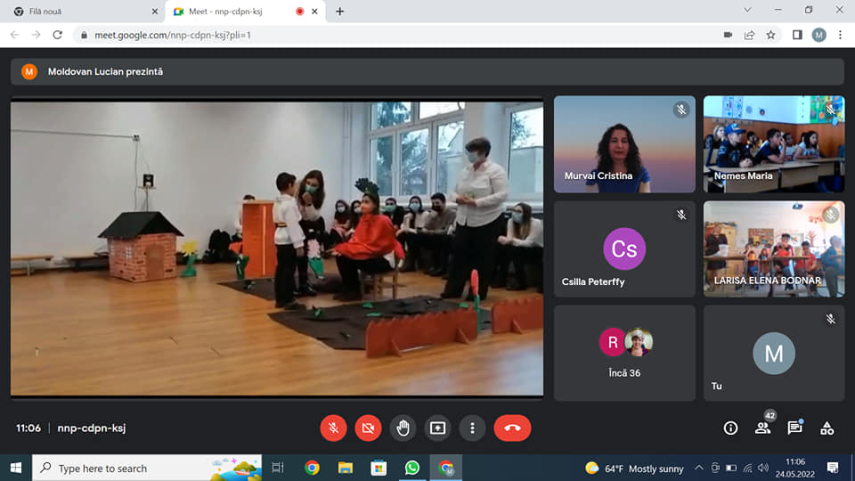 Filă nouă
Meet - nnp-cdpn-ksj
meet.google.com/nnp-cdpn-ksj?pli=1
M
M
Moldovan Lucian prezintă
Murvai Cristina
Nemes Maria
Cs
Csilla Peterffy
LARISA ELENA BODNAR
R
Încă 36
M
Tu
11:06
nnp-cdpn-ksj
42
Type here to search
64°F Mostly sunny
11:06
24.05.2022